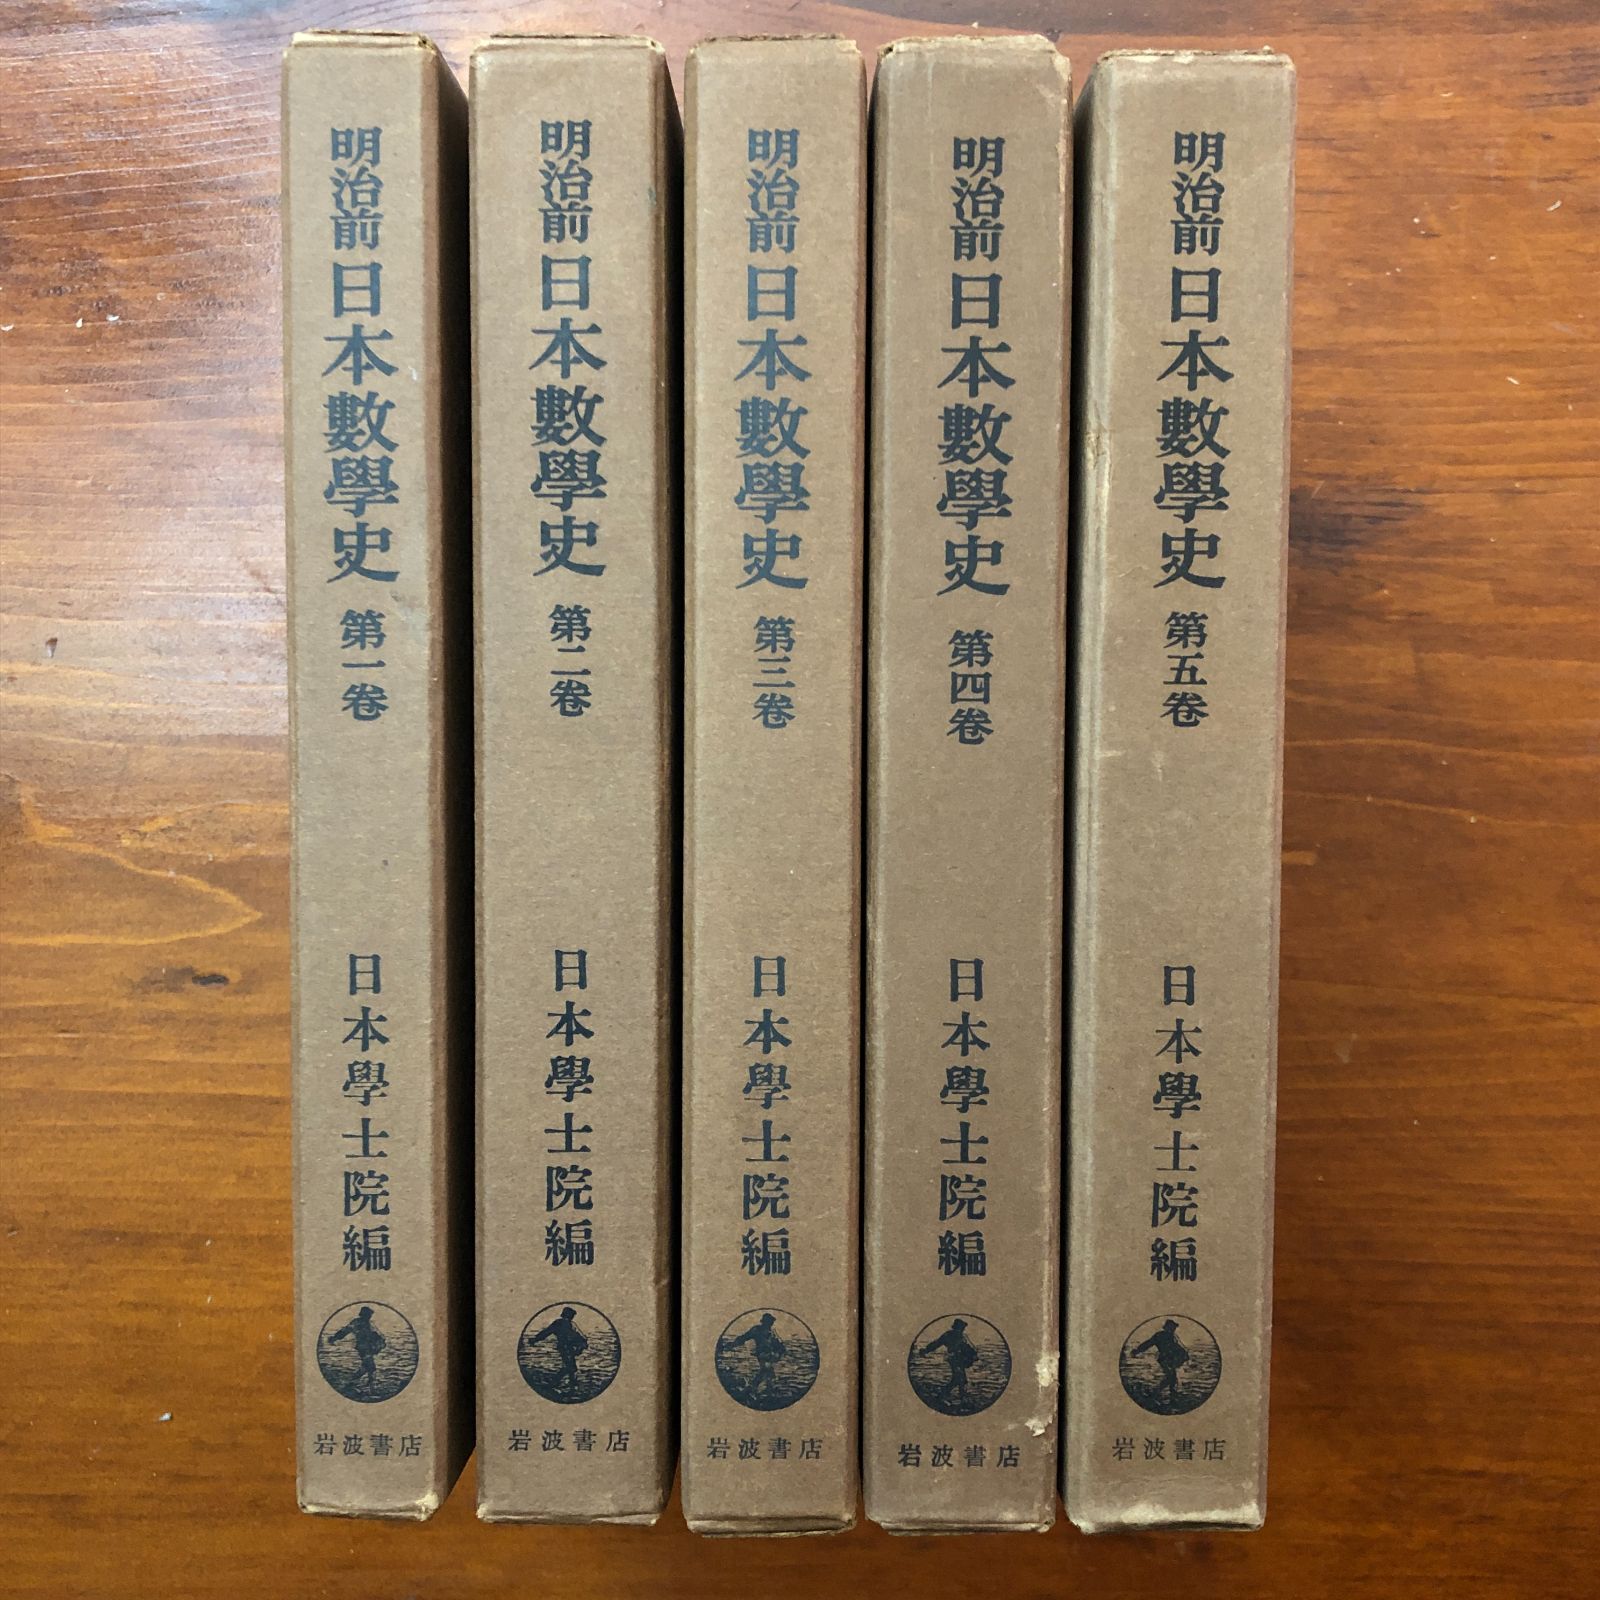 明治前日本數學史 第一卷
日本學士院編
岩波書店
明治前日本數學史 第二卷
日本學士院編
岩波書店
明治前日本數學史 第三卷
日本學士院編
岩波書店
明治前日本數學史 第四卷
日本學士院編
岩波書店
明治前日本數學史 第五卷
日本學士院編
岩波書店